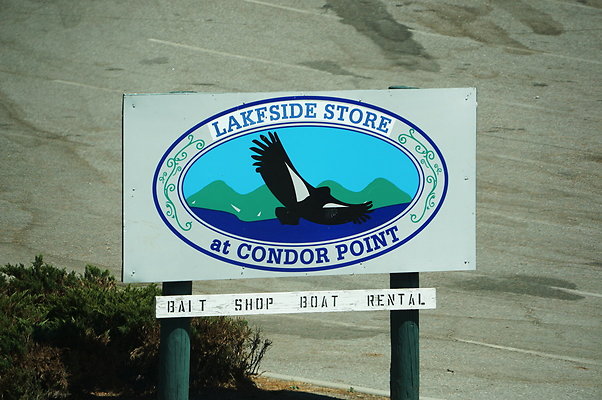 LAKESIDE STORE
at CONDOR POINT
BAIT SHOP BOAT RENTAL